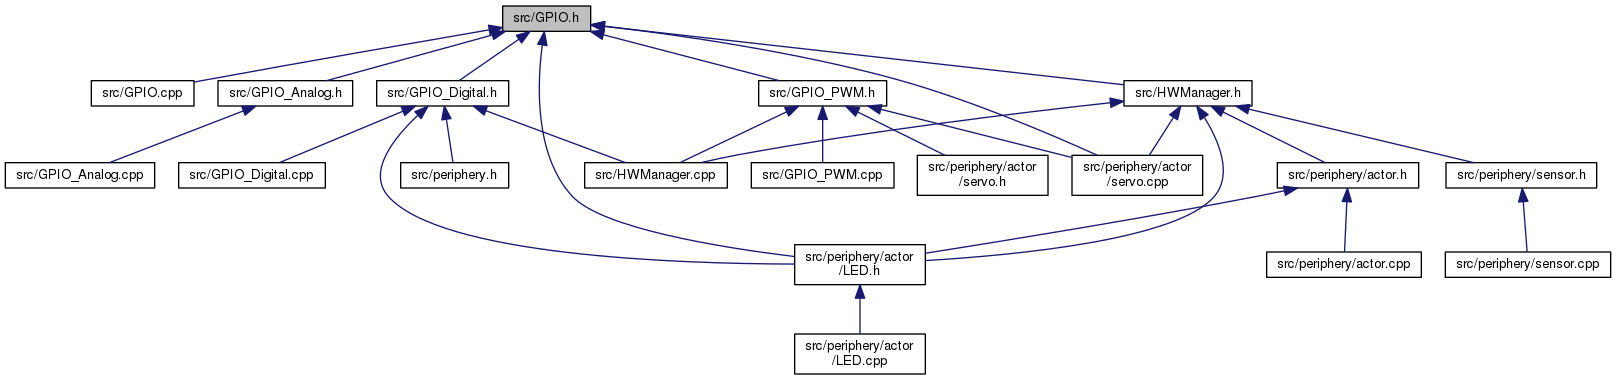 src/GPIO.h
src/GPIO.cpp
src/GPIO_Analog.h
src/GPIO_Digital.h
src/GPIO_PWM.h
src/HWManager.h
src/GPIO_Analog.cpp
src/GPIO_Digital.cpp
src/periphery.h
src/HWManager.cpp
src/GPIO_PWM.cpp
src/periphery/actor
/servo.h
src/periphery/actor
/servo.cpp
src/periphery/actor.h
src/periphery/sensor.h
src/periphery/actor
/LED.h
src/periphery/actor.cpp
src/periphery/sensor.cpp
src/periphery/actor
/LED.cpp